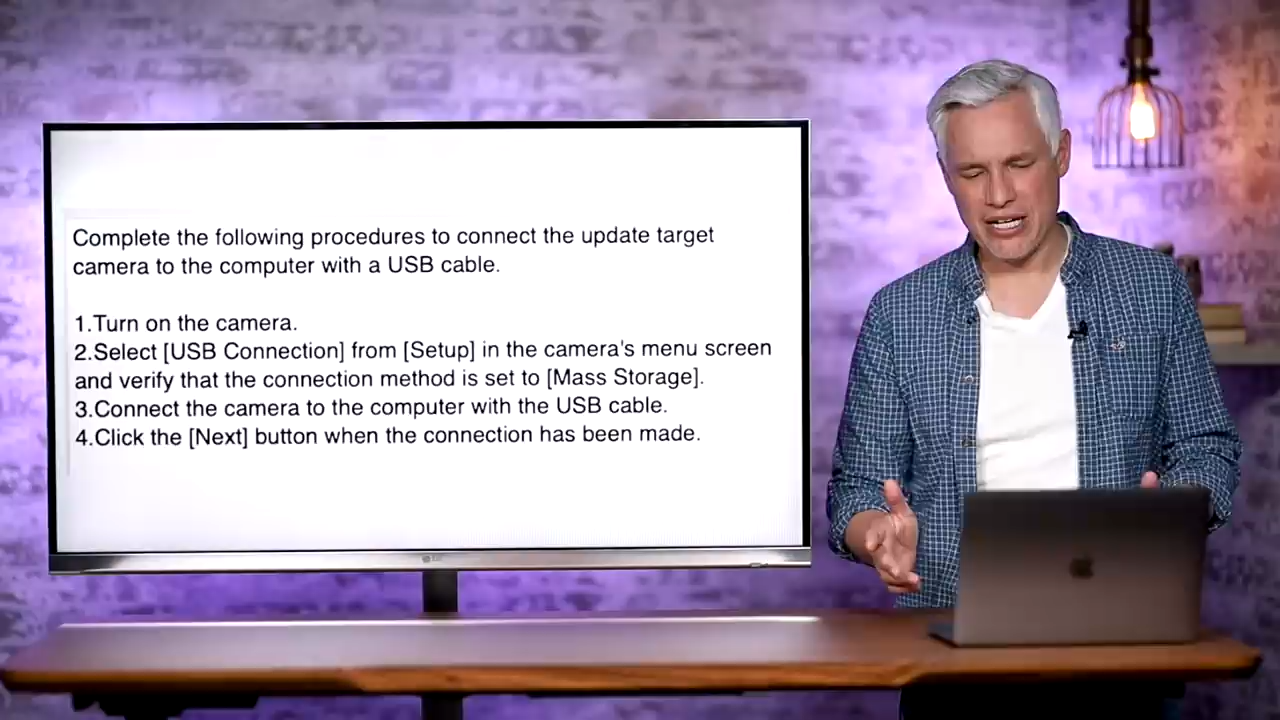 Complete the following procedures to connect the update target
camera to the computer with a USB cable.
1.Turn on the camera.
2.Select [USB Connection] from [Setup] in the camera's menu screen
and verify that the connection method is set to [Mass Storage].
3.Connect the camera to the computer with the USB cable.
4.Click the [Next] button when the connection has been made.
LG